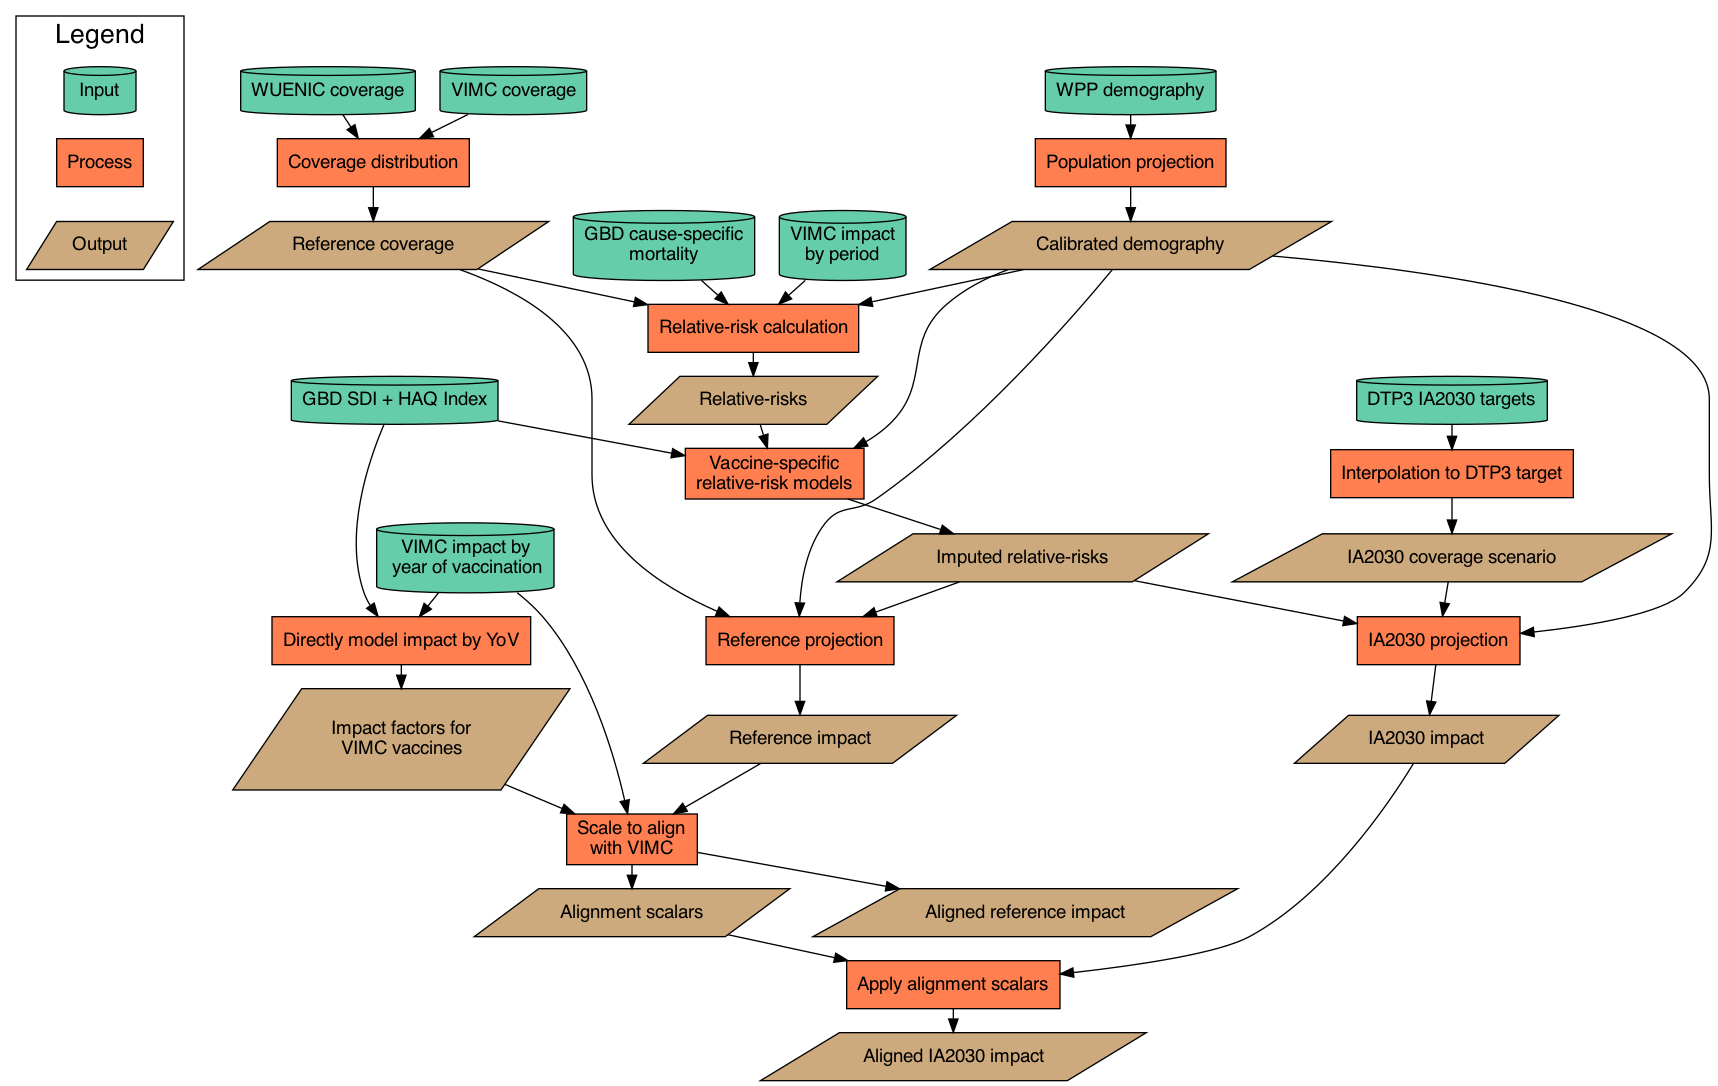 Legend
Input
Process
Output
WUENIC coverage
VIMC coverage
WPP demography
Coverage distribution
Population projection
Reference coverage
GBD cause-specific
mortality
VIMC impact
by period
Calibrated demography
Relative-risk calculation
GBD SDI + HAQ Index
Relative-risks
DTP3 IA2030 targets
Vaccine-specific
relative-risk models
Interpolation to DTP3 target
VIMC impact by
year of vaccination
Imputed relative-risks
IA2030 coverage scenario
Directly model impact by YoV
Reference projection
IA2030 projection
Impact factors for
VIMC vaccines
Reference impact
IA2030 impact
Scale to align
with VIMC
Alignment scalars
Aligned reference impact
Apply alignment scalars
Aligned IA2030 impact